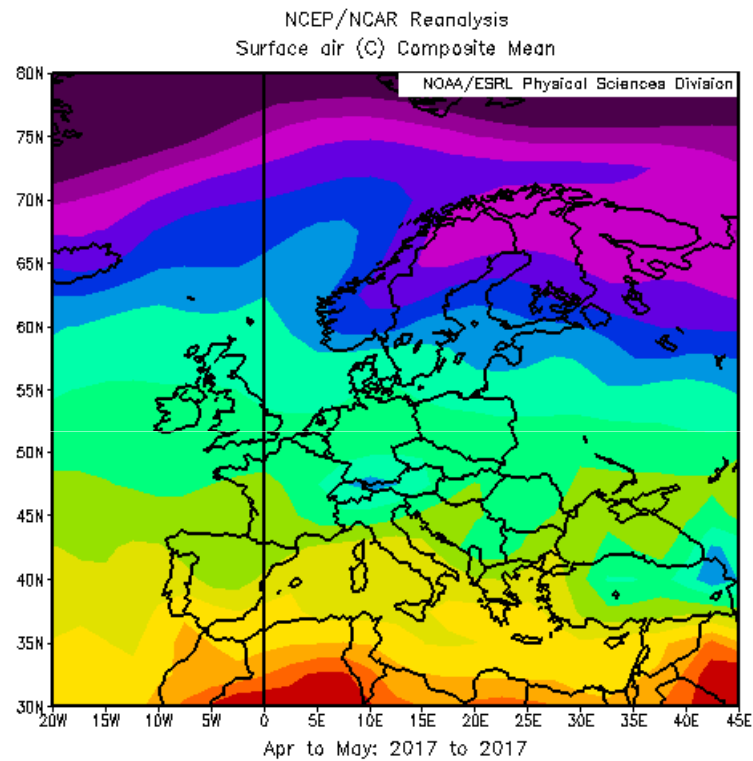 NCEP/NCAR Reanalysis
Surface air (C) Composite Mean
NOAA/ESRL Physical Sciences Division
80N
75N
70N
65N
60N
55N
50N
45N
40N
35N
30N
20W 15W 10W 5W 0 5E 10E 15E 20E 25E 30E 35E 40E 45E
Apr to May: 2017 to 2017